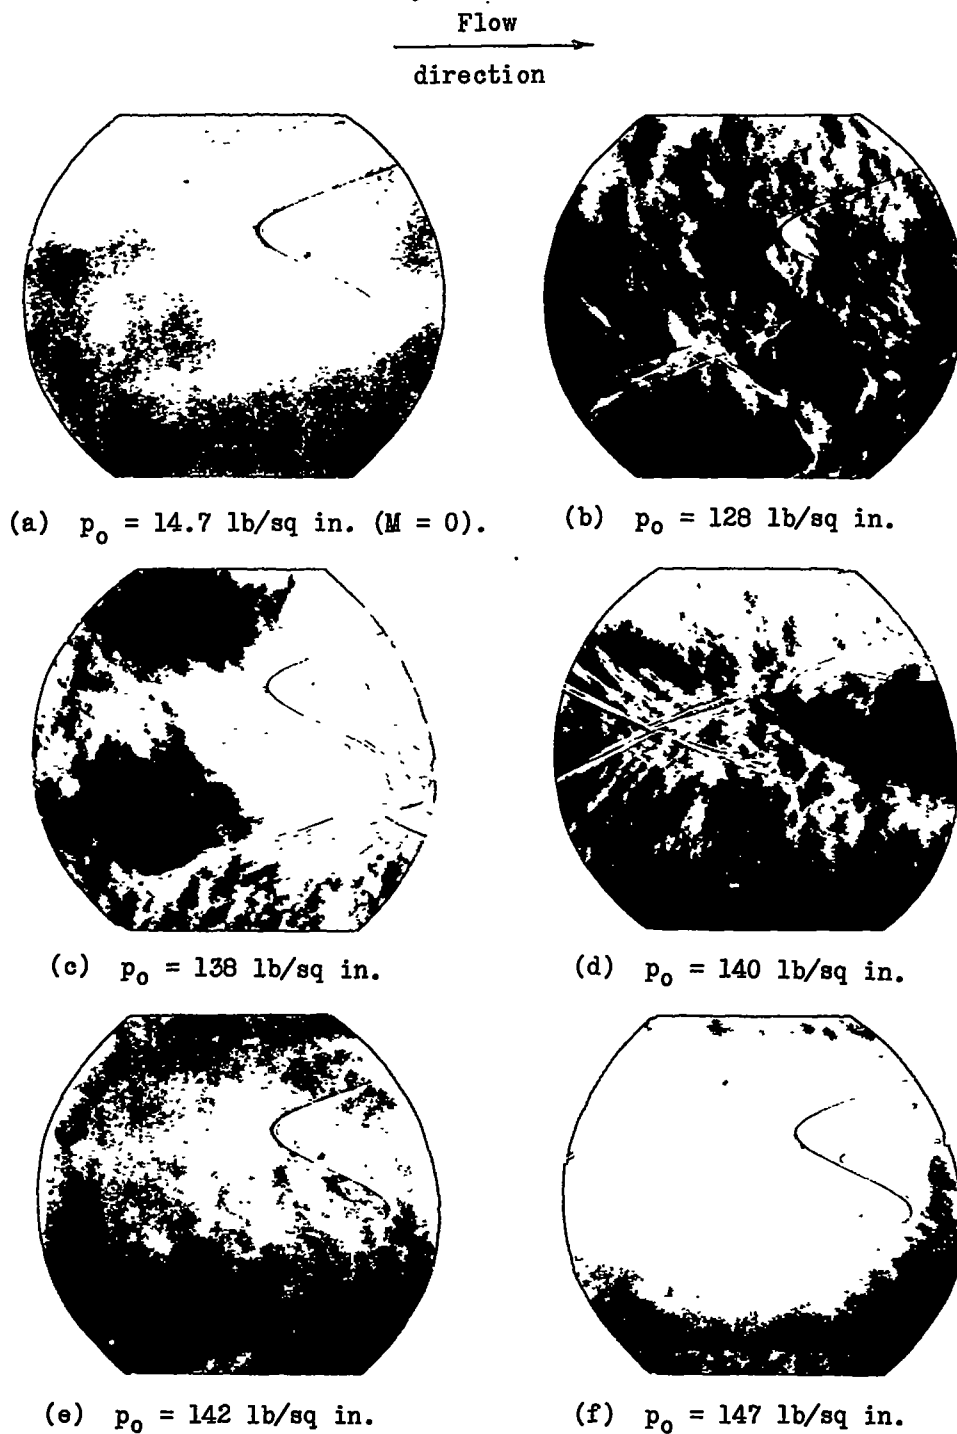 Flow
direction
(a) p₀ = 14.7 lb/sq in. (M = 0).
(b) p₀ = 128 lb/sq in.
(c) p₀ = 138 lb/sq in.
(d) p₀ = 140 lb/sq in.
(e) p₀ = 142 lb/sq in.
(f) p₀ = 147 lb/sq in.